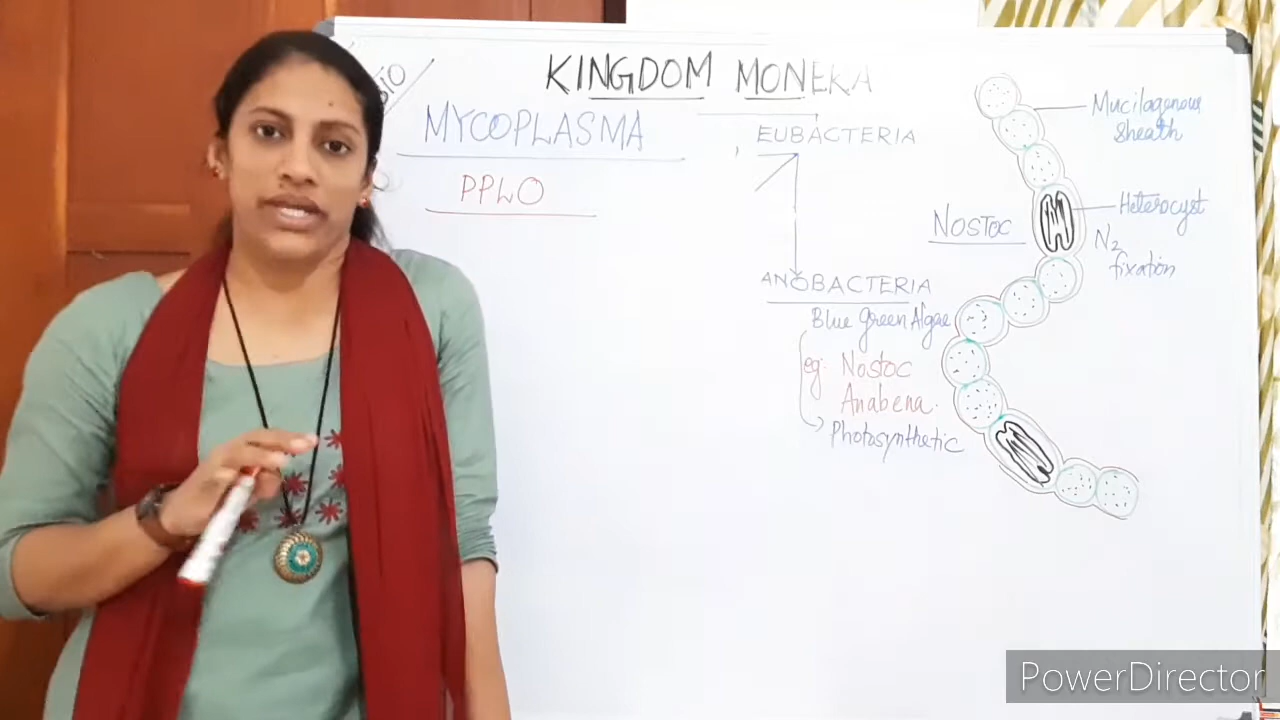 BIO
KINGDOM MONERA
MYCOPLASMA
PPLO
EUBACTERIA
ANOBACTERIA
Blue Green Algae
eg: Nostoc
Anabena
Photosynthetic
NOSTOC
Mucilagenous
sheath
Heterocyst
N2
fixation
PowerDirector